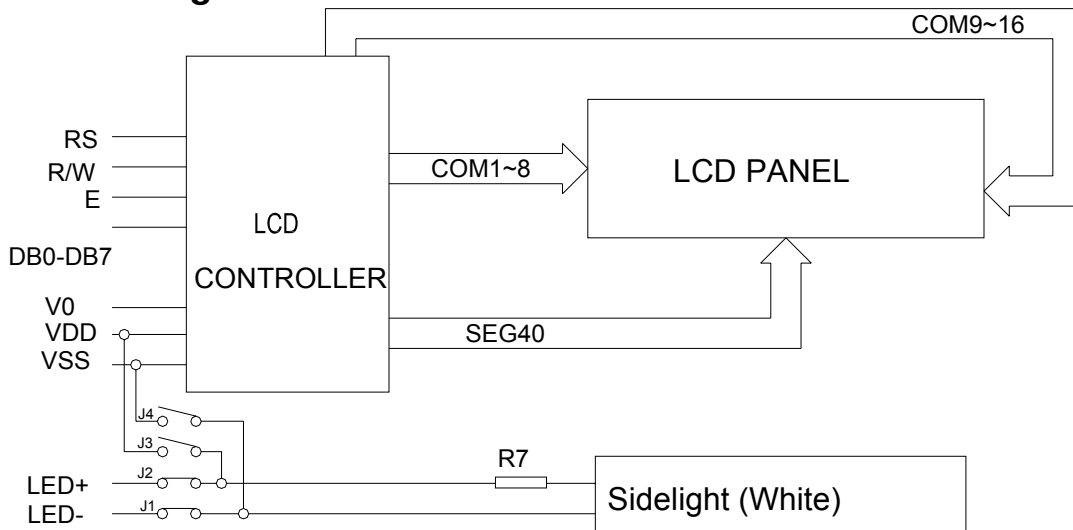 COM9~16
RS
R/W
E
DB0-DB7
V0
VDD
VSS
LCD
CONTROLLER
COM1~8
LCD PANEL
SEG40
J4
J3
J2
J1
LED+
LED-
R7
Sidelight (White)